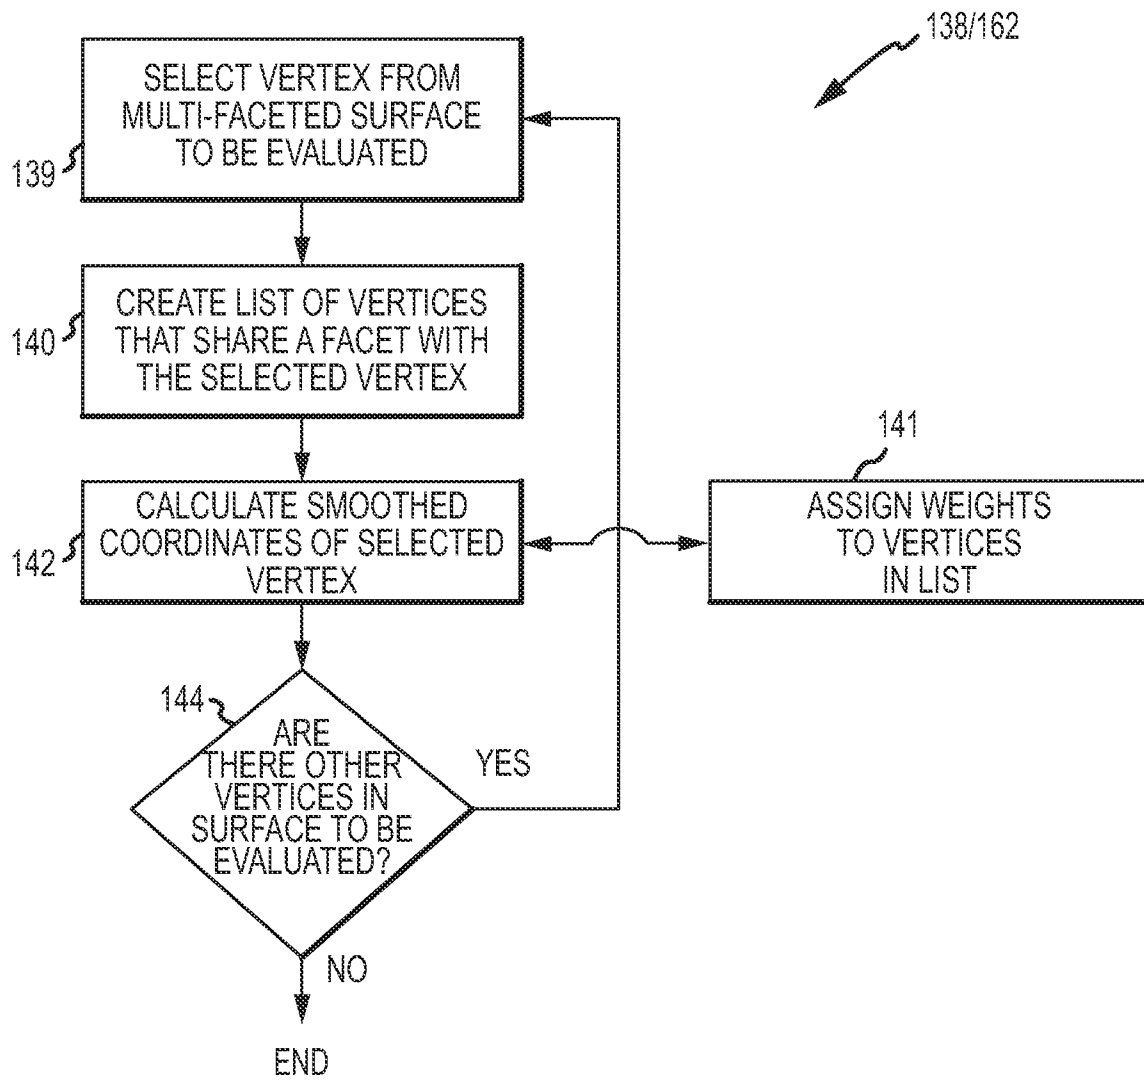 138/162
SELECT VERTEX FROM
MULTI-FACETED SURFACE
TO BE EVALUATED
139
CREATE LIST OF VERTICES
THAT SHARE A FACET WITH
THE SELECTED VERTEX
140
141
CALCULATE SMOOTHED
COORDINATES OF SELECTED
VERTEX
142
ASSIGN WEIGHTS
TO VERTICES
IN LIST
144
ARE
THERE OTHER
VERTICES IN
SURFACE TO BE
EVALUATED?
YES
NO
END